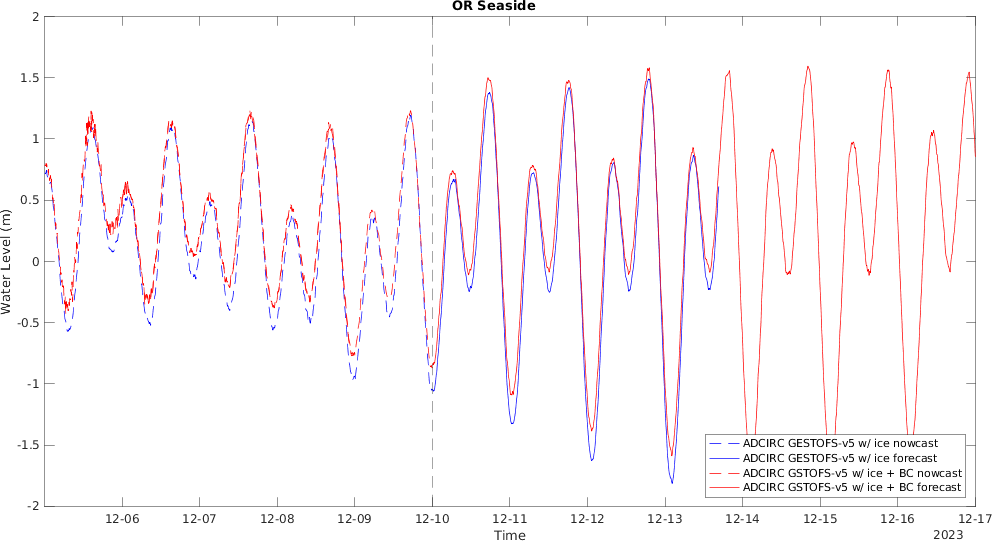 OR Seaside
2
1.5
1
0.5
0
-0.5
-1
-1.5
-2
Water Level (m)
12-06 12-07 12-08 12-09 12-10 12-11 12-12 12-13 12-14 12-15 12-16 12-17
Time
2023
ADCIRC GESTOFS-v5 w/ ice nowcast
ADCIRC GESTOFS-v5 w/ ice forecast
ADCIRC GSTOFS-v5 w/ ice + BC nowcast
ADCIRC GSTOFS-v5 w/ ice + BC forecast